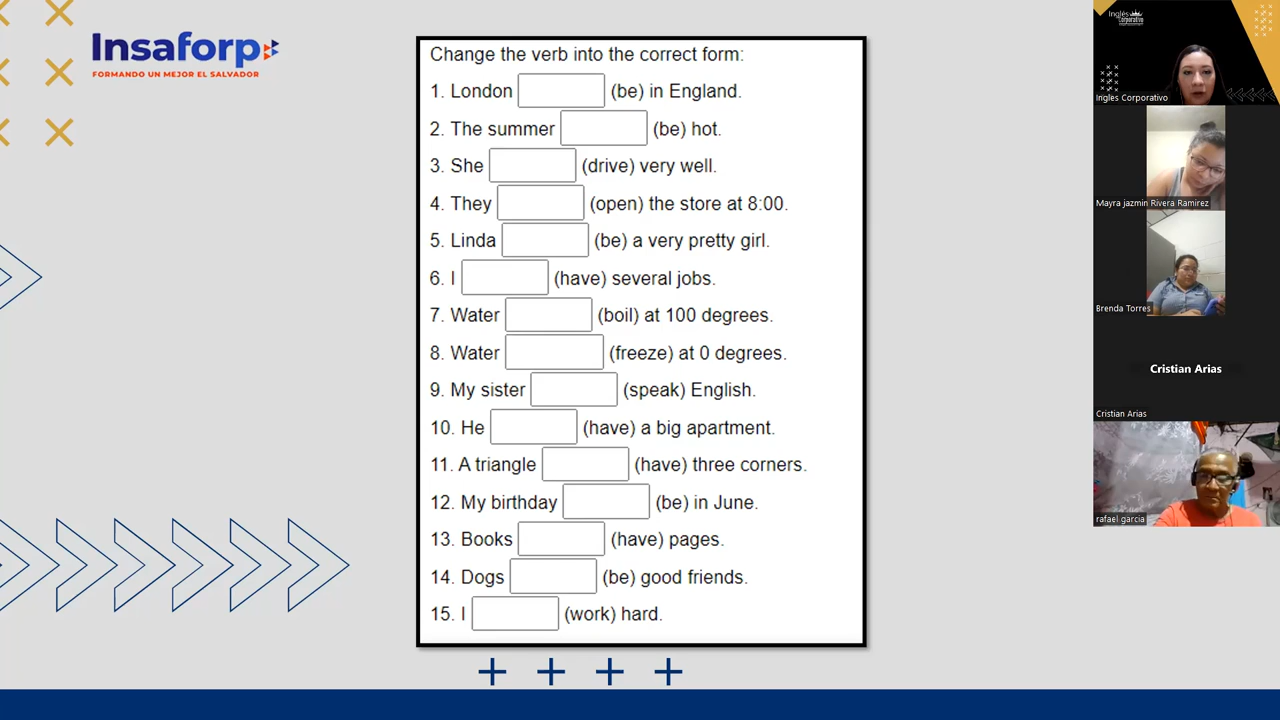 Insaforp
FORMANDO UN MEJOR EL SALVADOR
Change the verb into the correct form:
1. London (be) in England.
2. The summer (be) hot.
3. She (drive) very well.
4. They (open) the store at 8:00.
5. Linda (be) a very pretty girl.
6. I (have) several jobs.
7. Water (boil) at 100 degrees.
8. Water (freeze) at 0 degrees.
9. My sister (speak) English.
10. He (have) a big apartment.
11. A triangle (have) three corners.
12. My birthday (be) in June.
13. Books (have) pages.
14. Dogs (be) good friends.
15. I (work) hard.
Inglés
Corporativo
Ingles Corporativo
Mayra jazmin Rivera Ramirez
Brenda Torres
Cristian Arias
Cristian Arias
rafael garcia